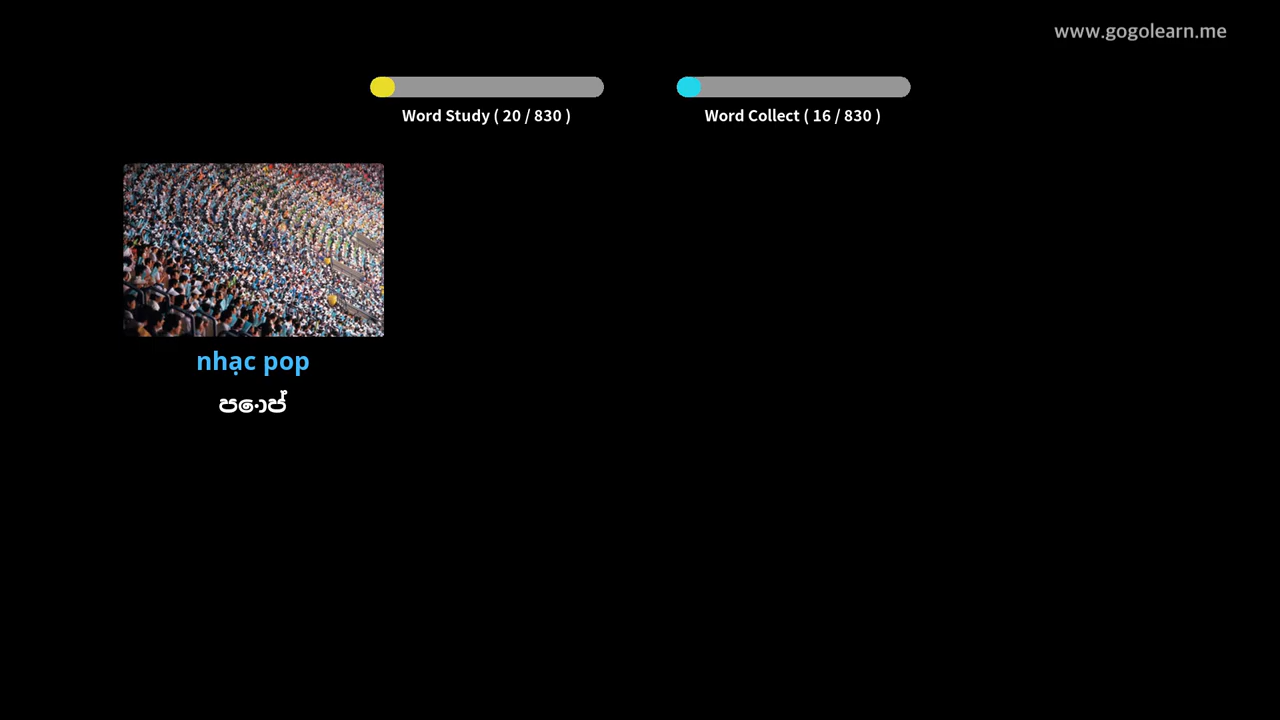 www.gogolearn.me
Word Study ( 20 / 830 )
Word Collect ( 16 / 830 )
nhạc pop
පොප්